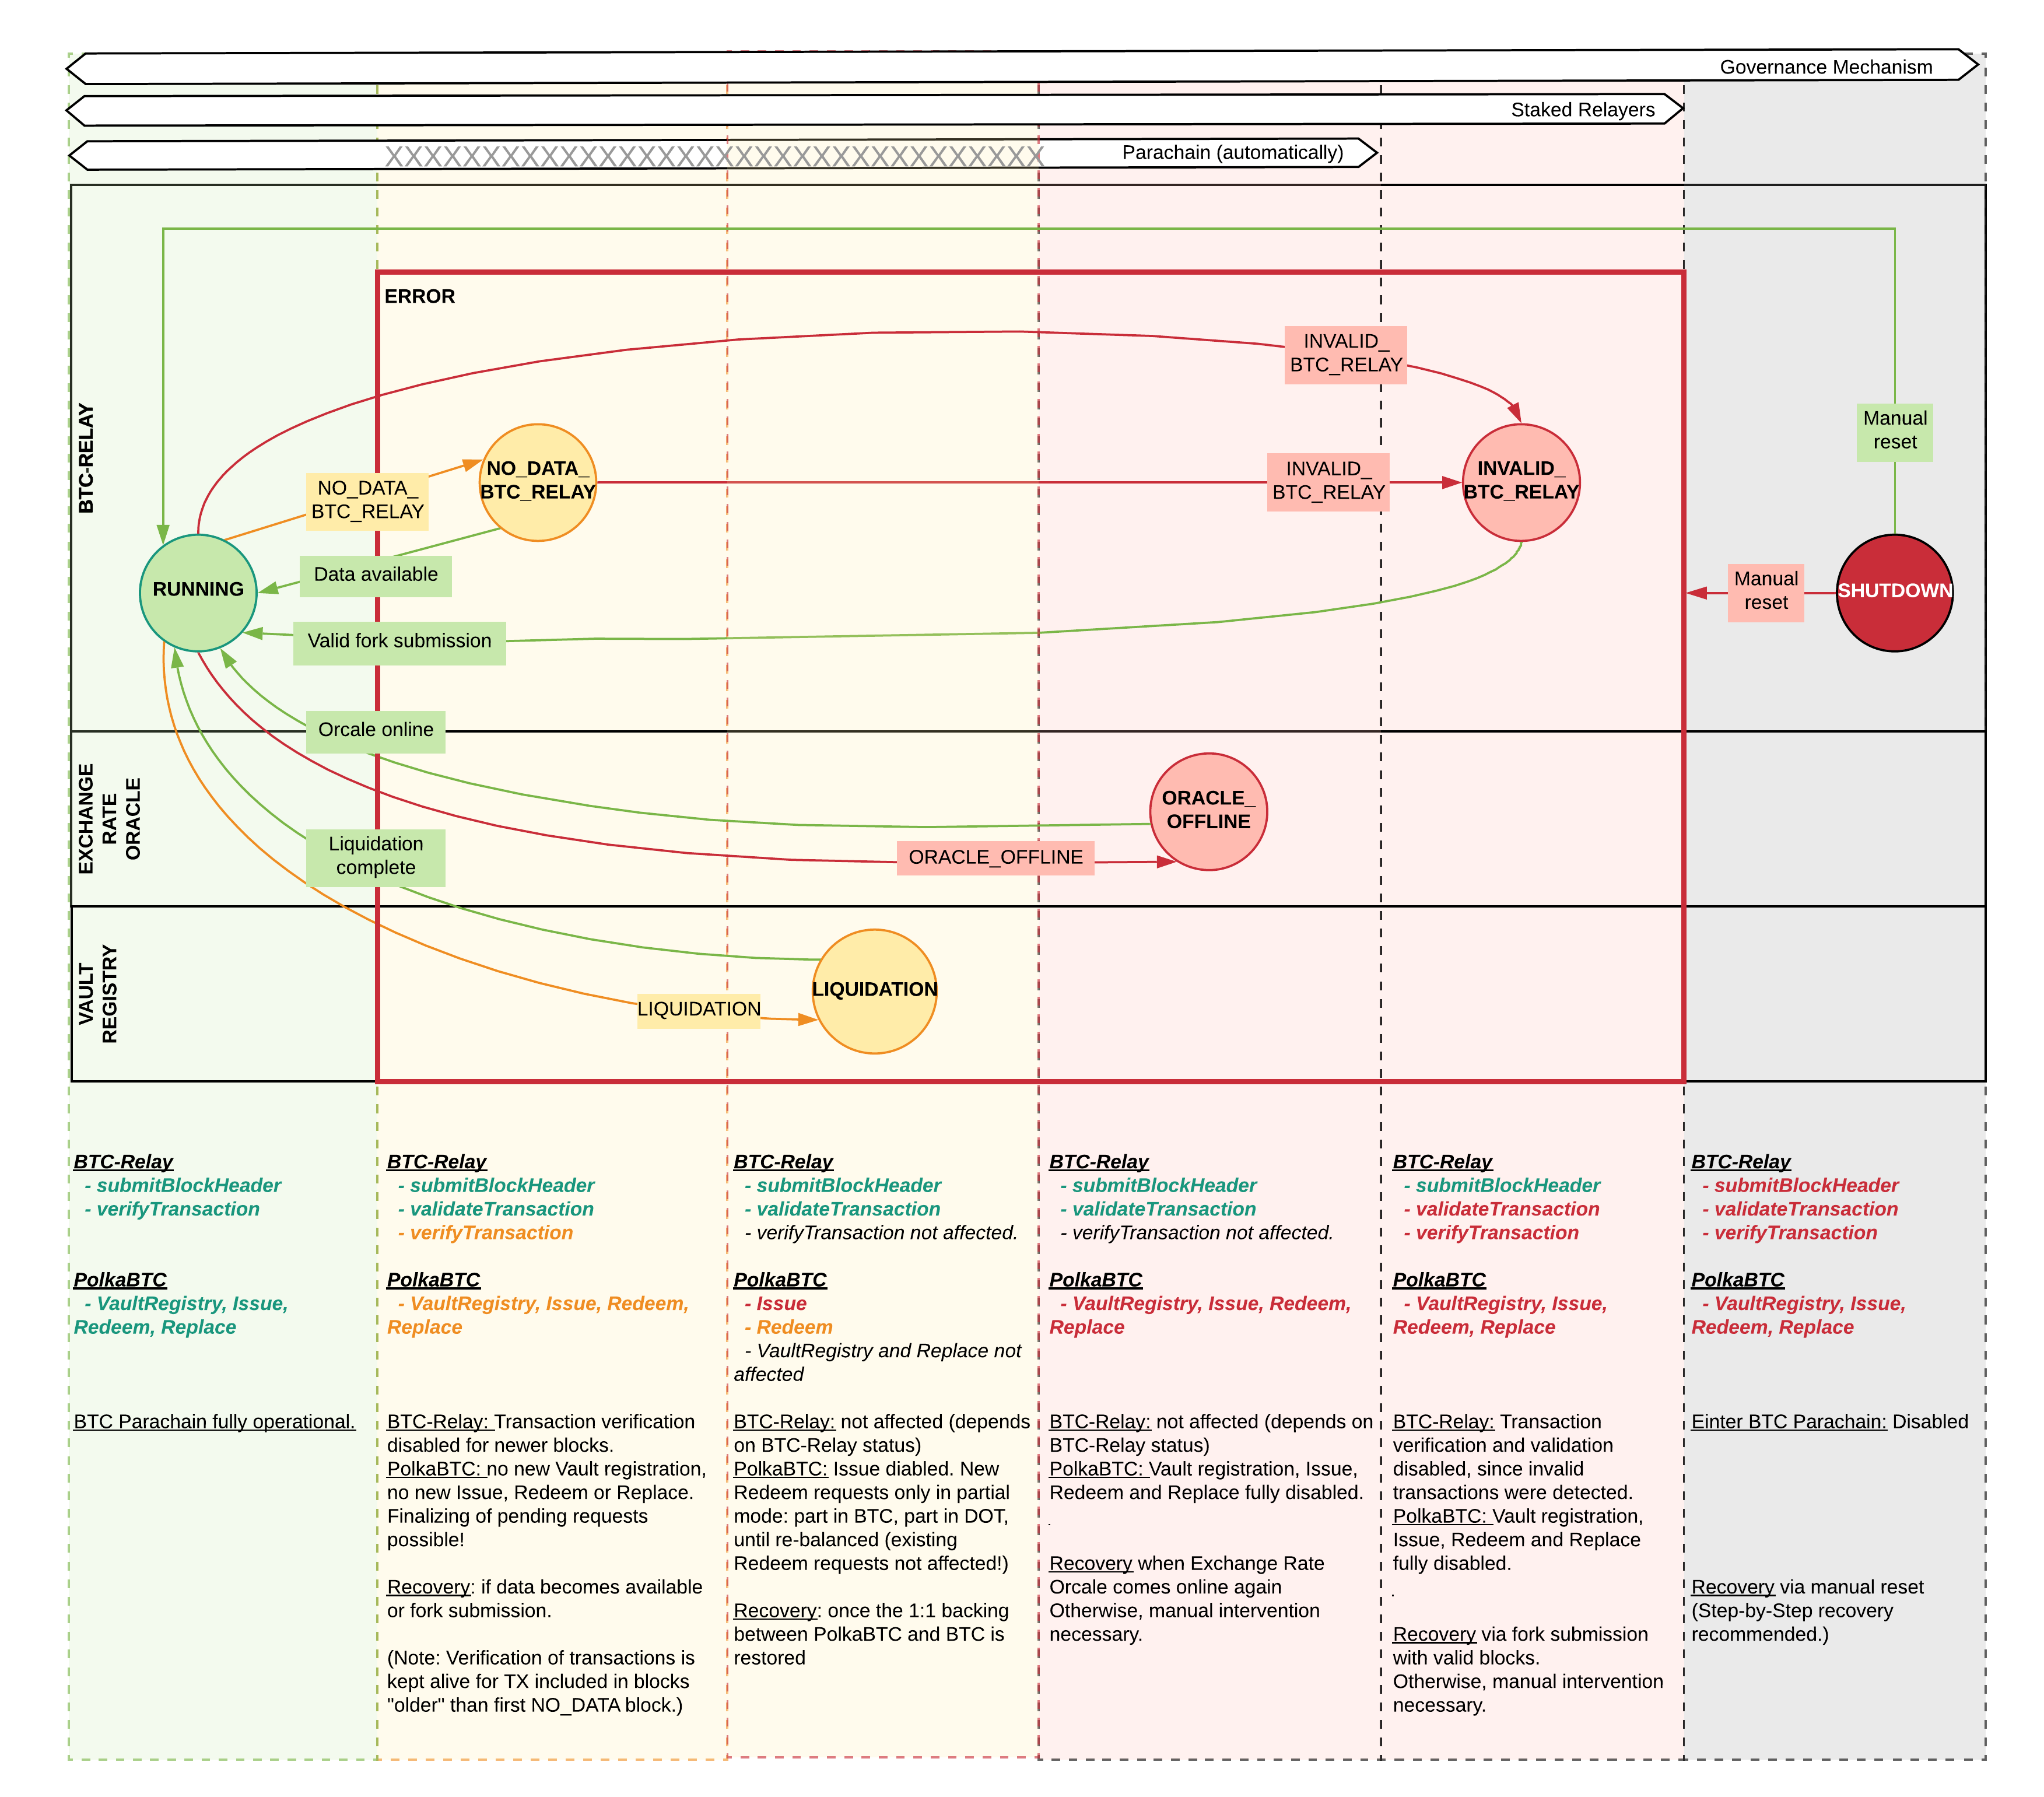 Governance Mechanism
Staked Relayers
XXXXXXXXXXXXXXXXXXXXXXXXXXXXXXXXXX Parachain (automatically)
ERROR
BTC-RELAY
INVALID_
BTC_RELAY
Manual
reset
NO_DATA_
BTC_RELAY
NO_DATA_
BTC_RELAY
INVALID_
BTC_RELAY
INVALID_
BTC_RELAY
RUNNING
Data available
Manual
reset
SHUTDOWN
Valid fork submission
Orcale online
EXCHANGE
RATE
ORACLE
ORACLE_
OFFLINE
Liquidation
complete
ORACLE_OFFLINE
VAULT
REGISTRY
LIQUIDATION
LIQUIDATION
BTC-Relay
- submitBlockHeader
- verifyTransaction
PolkaBTC
- VaultRegistry, Issue,
Redeem, Replace
BTC Parachain fully operational.
BTC-Relay
- submitBlockHeader
- validateTransaction
- verifyTransaction
PolkaBTC
- VaultRegistry, Issue, Redeem,
Replace
BTC-Relay: Transaction verification
disabled for newer blocks.
PolkaBTC: no new Vault registration,
no new Issue, Redeem or Replace.
Finalizing of pending requests
possible!
Recovery: if data becomes available
or fork submission.
(Note: Verification of transactions is
kept alive for TX included in blocks
"older" than first NO_DATA block.)
BTC-Relay
- submitBlockHeader
- validateTransaction
- verifyTransaction not affected.
PolkaBTC
- Issue
- Redeem
- VaultRegistry and Replace not
affected
BTC-Relay: not affected (depends
on BTC-Relay status)
PolkaBTC: Issue diabled. New
Redeem requests only in partial
mode: part in BTC, part in DOT,
until re-balanced (existing
Redeem requests not affected!)
Recovery: once the 1:1 backing
between PolkaBTC and BTC is
restored
BTC-Relay
- submitBlockHeader
- validateTransaction
- verifyTransaction not affected.
PolkaBTC
- VaultRegistry, Issue, Redeem,
Replace
BTC-Relay: not affected (depends on
BTC-Relay status)
PolkaBTC: Vault registration, Issue,
Redeem and Replace fully disabled.
.
Recovery when Exchange Rate
Orcale comes online again
Otherwise, manual intervention
necessary.
BTC-Relay
- submitBlockHeader
- validateTransaction
- verifyTransaction
PolkaBTC
- VaultRegistry, Issue,
Redeem, Replace
BTC-Relay: Transaction
verification and validation
disabled, since invalid
transactions were detected.
PolkaBTC: Vault registration,
Issue, Redeem and Replace
fully disabled.
.
Recovery via fork submission
with valid blocks.
Otherwise, manual intervention
necessary.
BTC-Relay
- submitBlockHeader
- validateTransaction
- verifyTransaction
PolkaBTC
- VaultRegistry, Issue,
Redeem, Replace
Einter BTC Parachain: Disabled
Recovery via manual reset
(Step-by-Step recovery
recommended.)